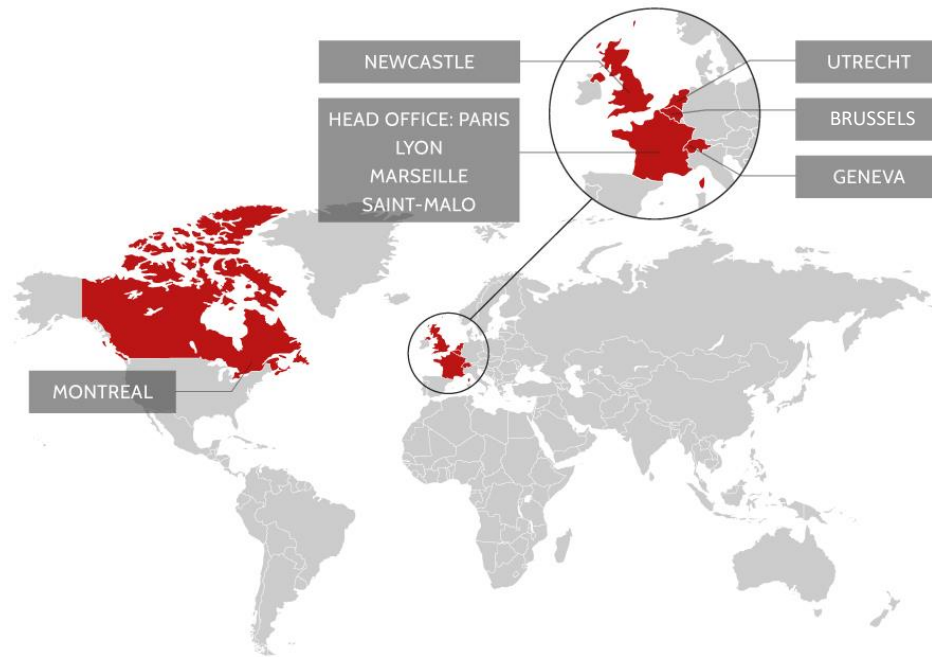 NEWCASTLE
HEAD OFFICE: PARIS
LYON
MARSEILLE
SAINT-MALO
UTRECHT
BRUSSELS
GENEVA
MONTREAL